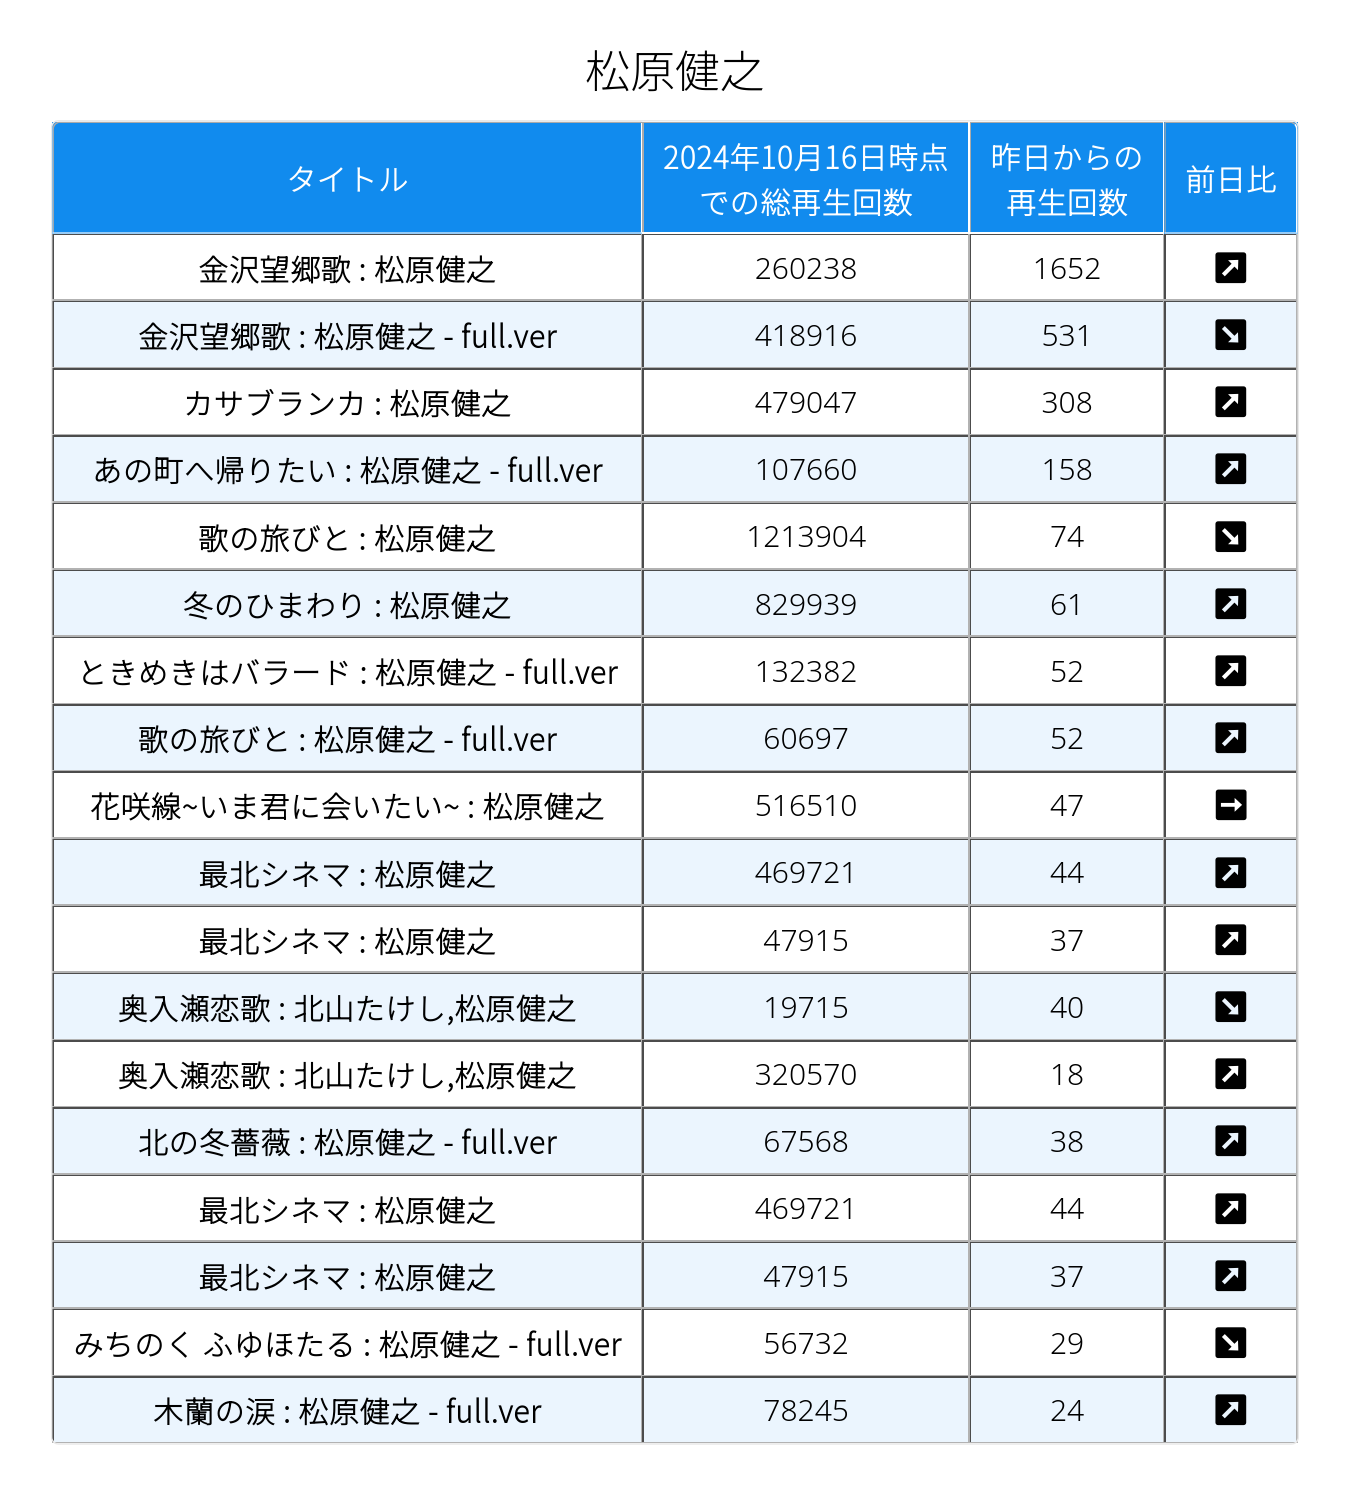 松原健之
タイトル 2024年10月16日時点での総再生回数 昨日からの再生回数 前日比
金沢望郷歌 : 松原健之 260238 1652 ↗
金沢望郷歌 : 松原健之 - full.ver 418916 531 ↘
カサブランカ : 松原健之 479047 308 ↗
あの町へ帰りたい : 松原健之 - full.ver 107660 158 ↗
歌の旅びと : 松原健之 1213904 74 ↘
冬のひまわり : 松原健之 829939 61 ↗
ときめきはバラード : 松原健之 - full.ver 132382 52 ↗
歌の旅びと : 松原健之 - full.ver 60697 52 ↗
花咲線~いま君に会いたい~ : 松原健之 516510 47 →
最北シネマ : 松原健之 469721 44 ↗
最北シネマ : 松原健之 47915 37 ↗
奥入瀬恋歌 : 北山たけし,松原健之 19715 40 ↘
奥入瀬恋歌 : 北山たけし,松原健之 320570 18 ↗
北の冬薔薇 : 松原健之 - full.ver 67568 38 ↗
最北シネマ : 松原健之 469721 44 ↗
最北シネマ : 松原健之 47915 37 ↗
みちのく ふゆほたる : 松原健之 - full.ver 56732 29 ↘
木蘭の涙 : 松原健之 - full.ver 78245 24 ↗